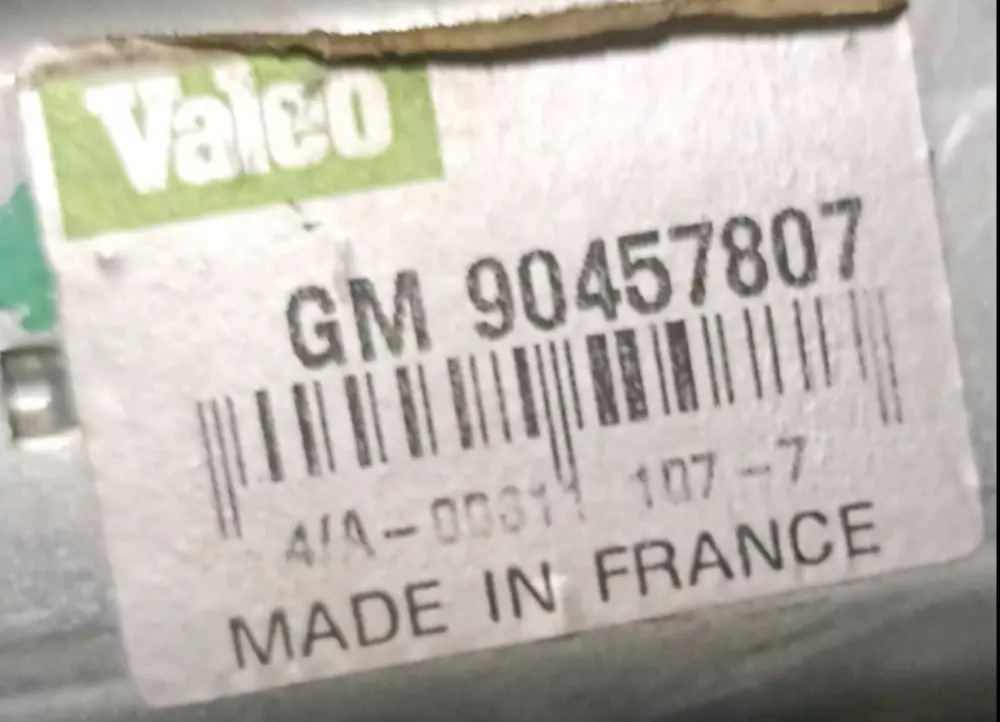 Valeo
GM 90457807
107-7
MADE IN FRANCE